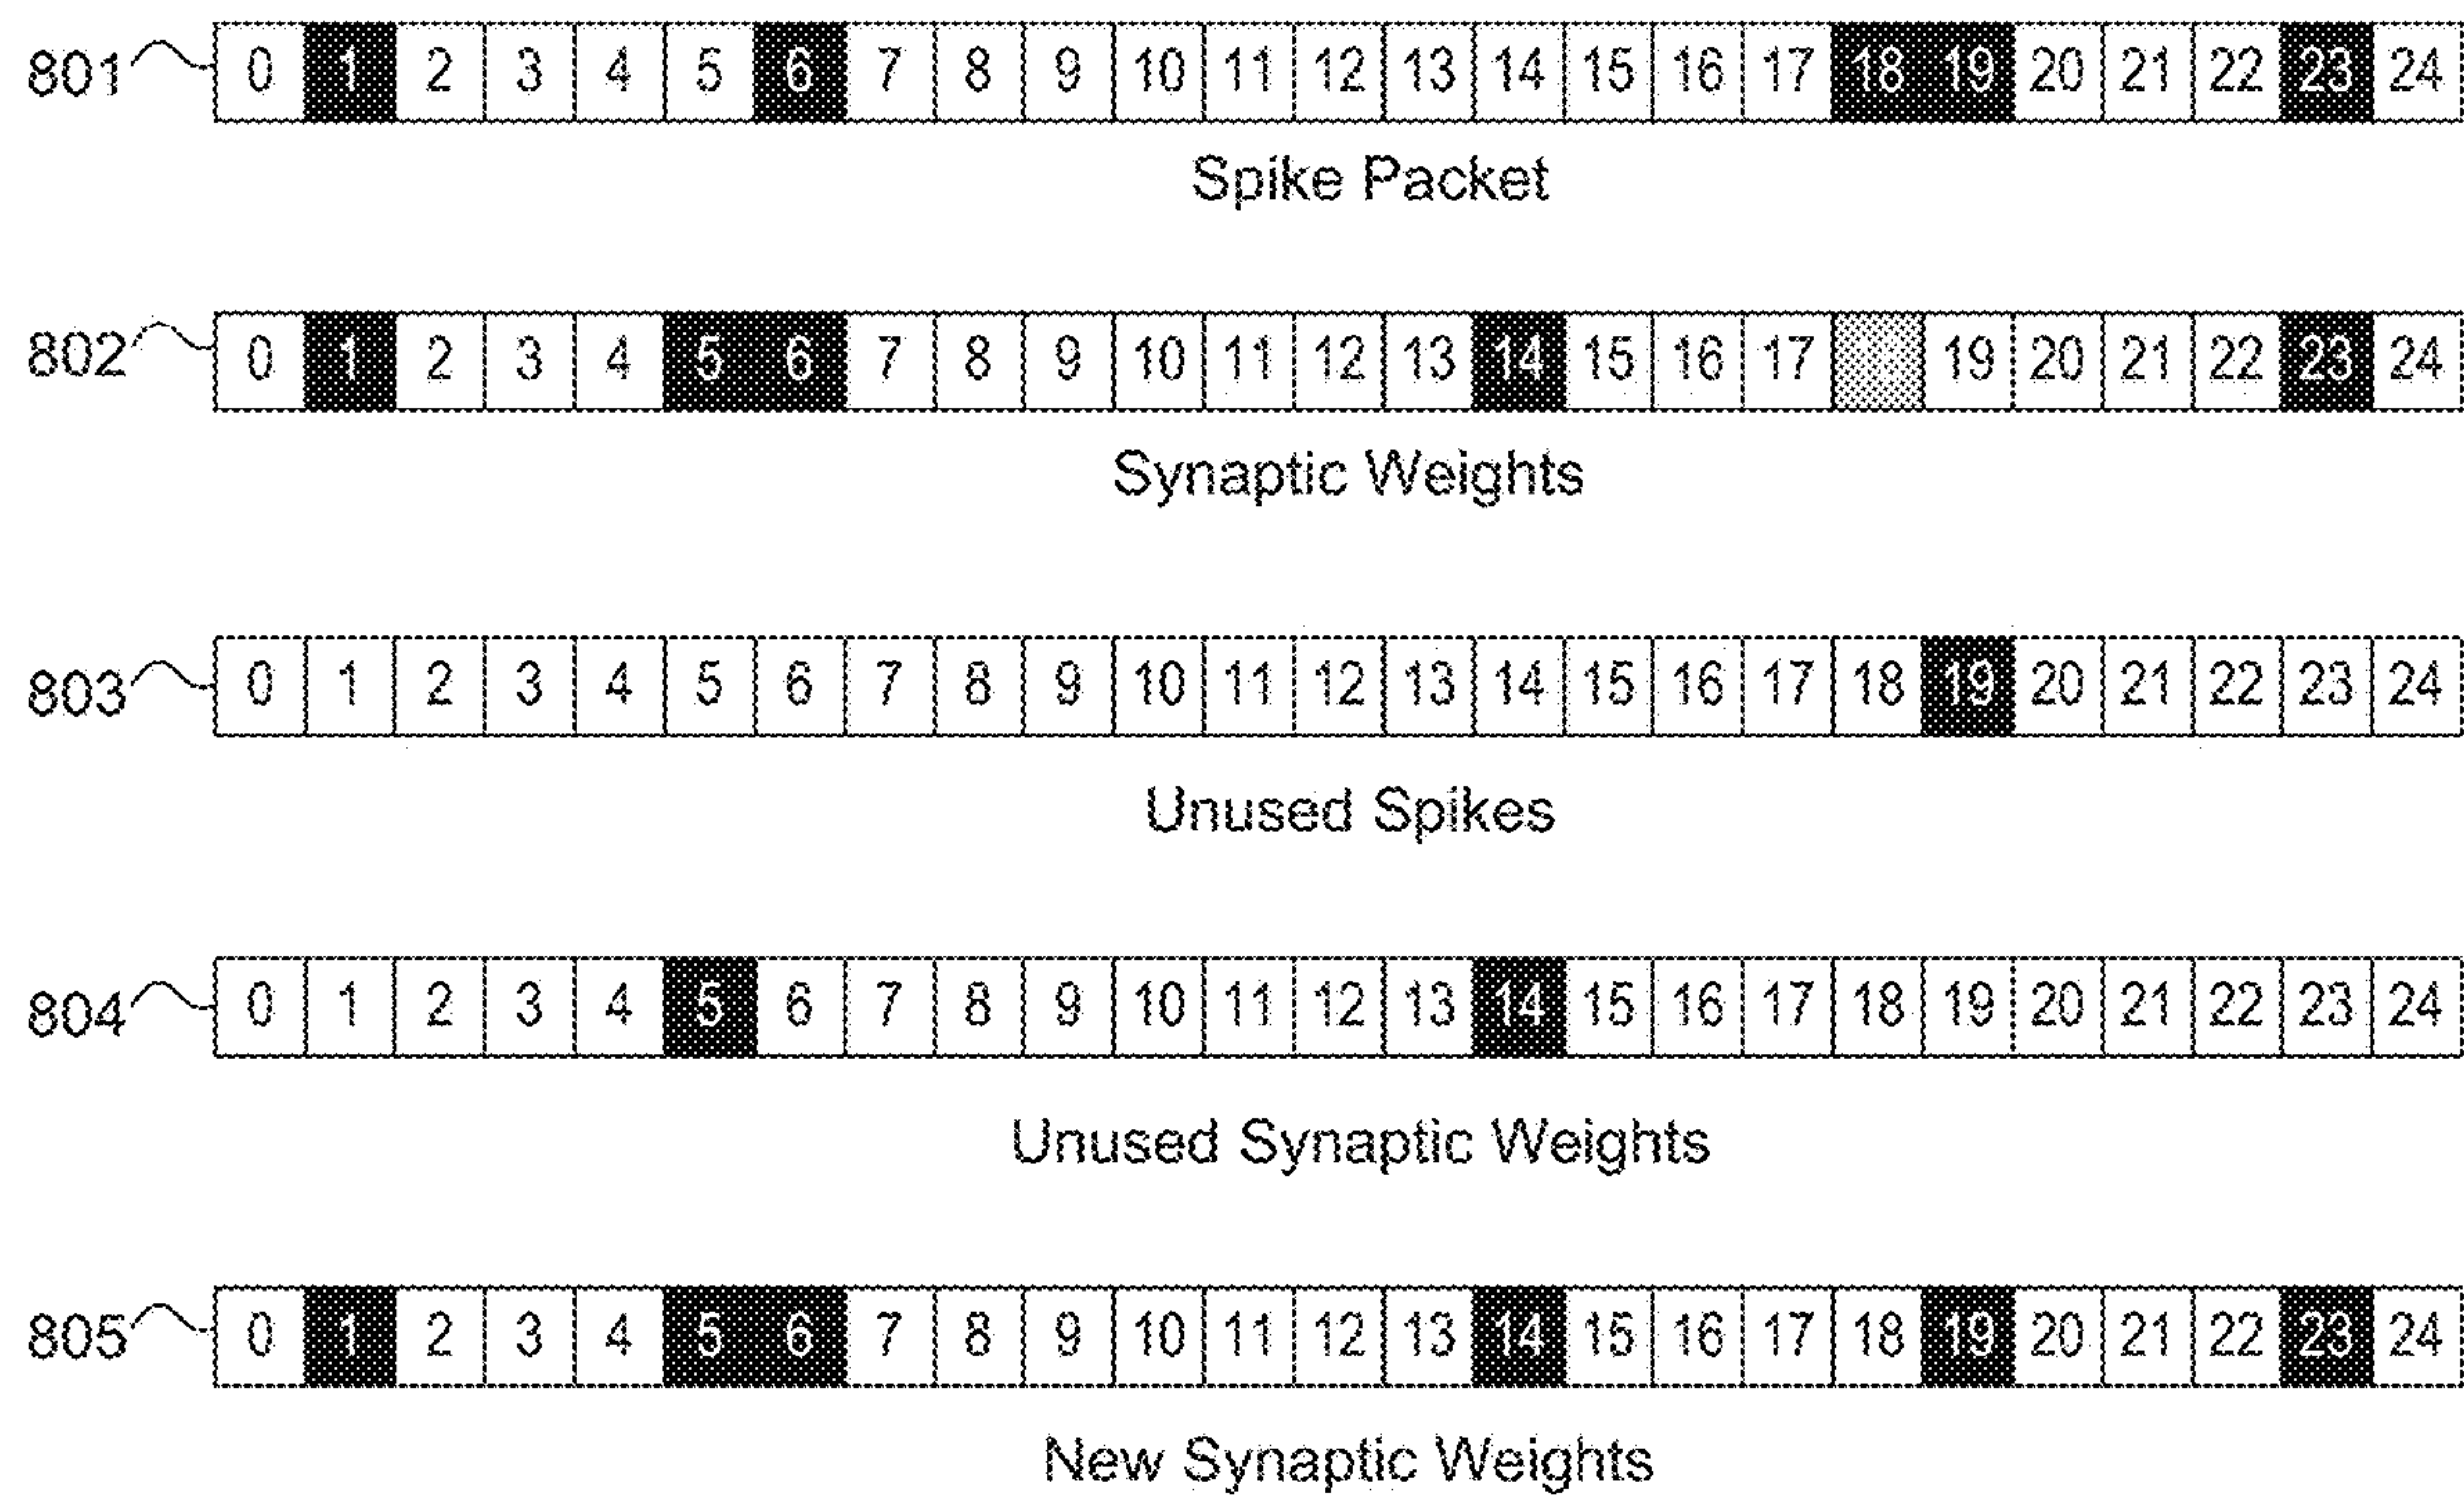 801 0 1 2 3 4 5 6 7 8 9 10 11 12 13 14 15 16 17 18 19 20 21 22 23 24
Spike Packet
802 0 1 2 3 4 5 6 7 8 9 10 11 12 13 14 15 16 17 19 20 21 22 23 24
Synaptic Weights
803 0 1 2 3 4 5 6 7 8 9 10 11 12 13 14 15 16 17 18 19 20 21 22 23 24
Unused Spikes
804 0 1 2 3 4 5 6 7 8 9 10 11 12 13 14 15 16 17 18 19 20 21 22 23 24
Unused Synaptic Weights
805 0 1 2 3 4 5 6 7 8 9 10 11 12 13 14 15 16 17 18 19 20 21 22 23 24
New Synaptic Weights